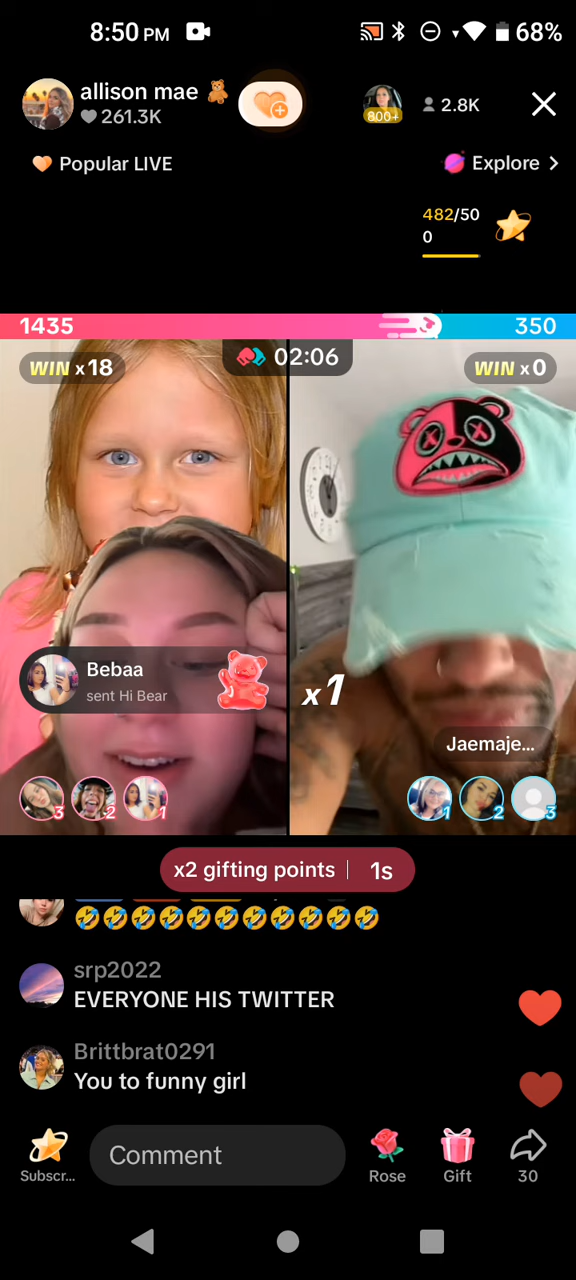 8:50 PM 68%
allison mae
261.3K
800+
2.8K
Popular LIVE
Explore >
482/50
0
1435
350
WIN x18
02:06
WIN x0
Bebaa
sent Hi Bear
x1
Jaemaje...
3 2 1
1 2 3
x2 gifting points | 1s
srp2022
EVERYONE HIS TWITTER
Brittbrat0291
You to funny girl
Subscr...
Comment
Rose
Gift
30